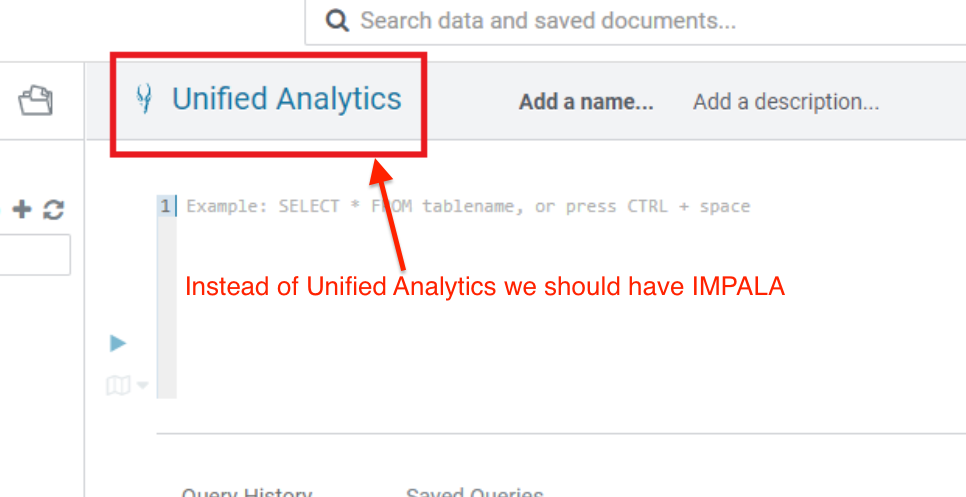 Search data and saved documents...
Unified Analytics
Add a name...
Add a description...
1 Example: SELECT * FROM tablename, or press CTRL + space
Instead of Unified Analytics we should have IMPALA
Query History
Saved Queries